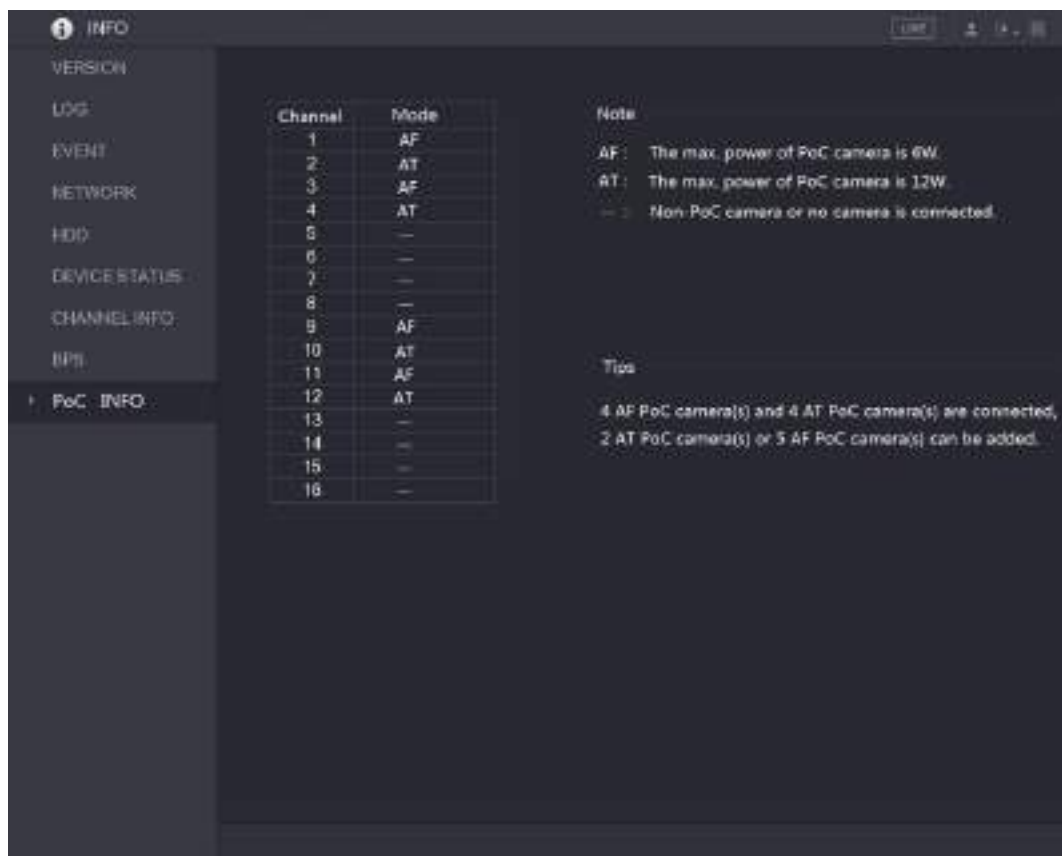 INFO
LIVE
VERSION
LOG
EVENT
NETWORK
HDD
DEVICE STATUS
CHANNEL INFO
BPS
PoC INFO
Channel Mode
1 AF
2 AT
3 AF
4 AT
5 —
6 —
7 —
8 —
9 AF
10 AT
11 AF
12 AT
13 —
14 —
15 —
16 —
Note
AF : The max. power of PoC camera is 6W.
AT : The max. power of PoC camera is 12W.
— : Non-PoC camera or no camera is connected.
Tips
4 AF PoC camera(s) and 4 AT PoC camera(s) are connected,
2 AT PoC camera(s) or 5 AF PoC camera(s) can be added.